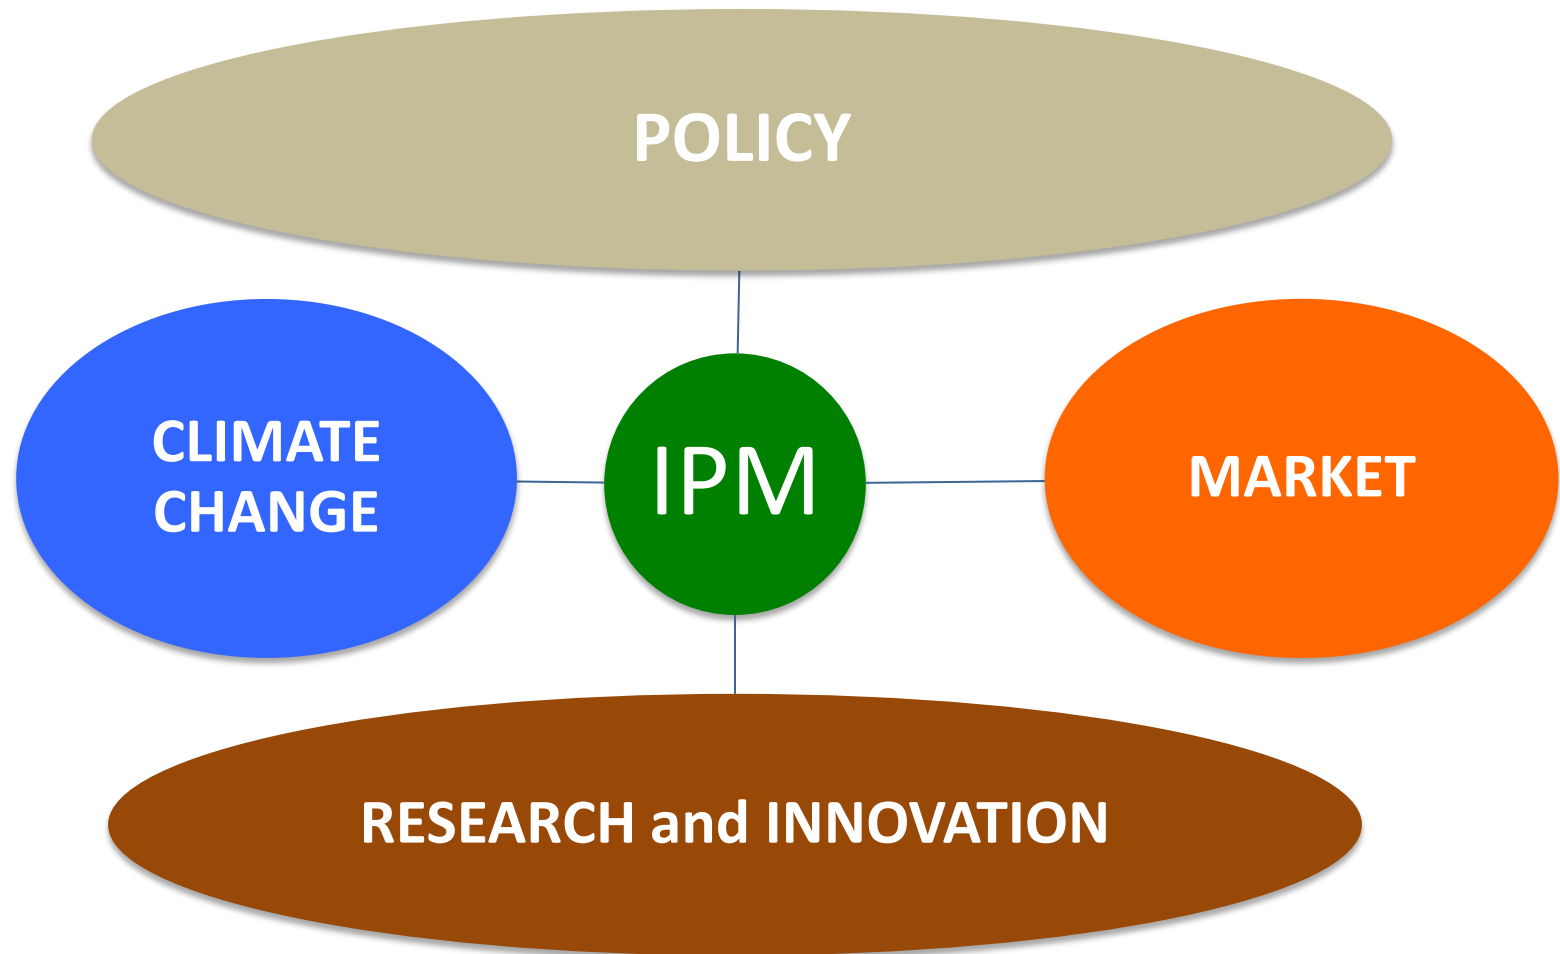 POLICY
CLIMATE
CHANGE
IPM
MARKET
RESEARCH and INNOVATION